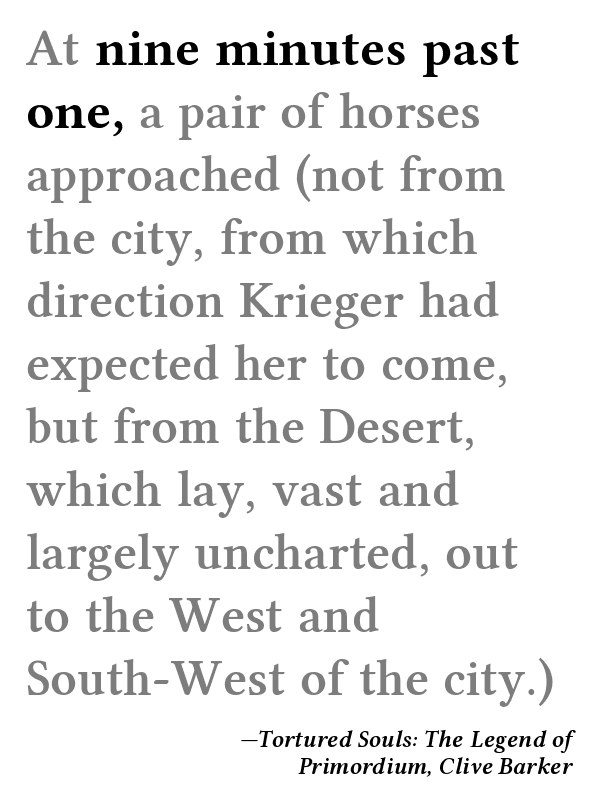 At nine minutes past
one, a pair of horses
approached (not from
the city, from which
direction Krieger had
expected her to come,
but from the Desert,
which lay, vast and
largely uncharted, out
to the West and
South-West of the city.)
—Tortured Souls: The Legend of
Primordium, Clive Barker